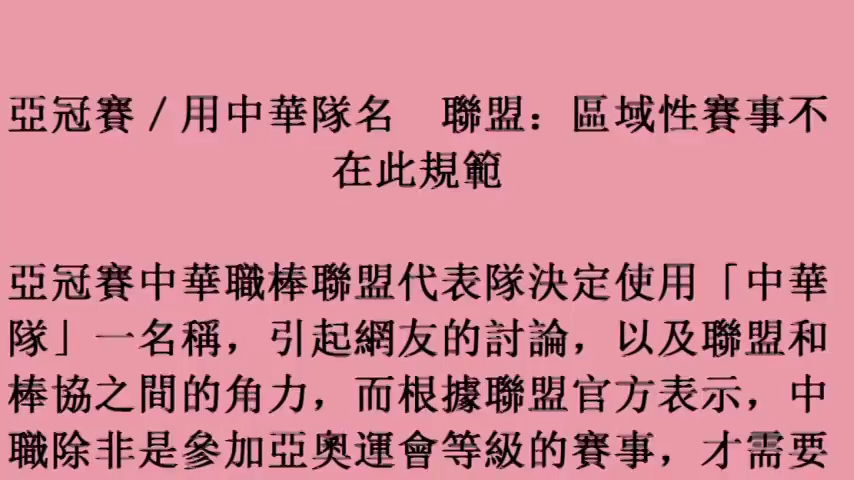 亞冠賽／用中華隊名　聯盟：區域性賽事不
在此規範
亞冠賽中華職棒聯盟代表隊決定使用「中華
隊」一名稱，引起網友的討論，以及聯盟和
棒協之間的角力，而根據聯盟官方表示，中
職除非是參加亞奧運會等級的賽事，才需要